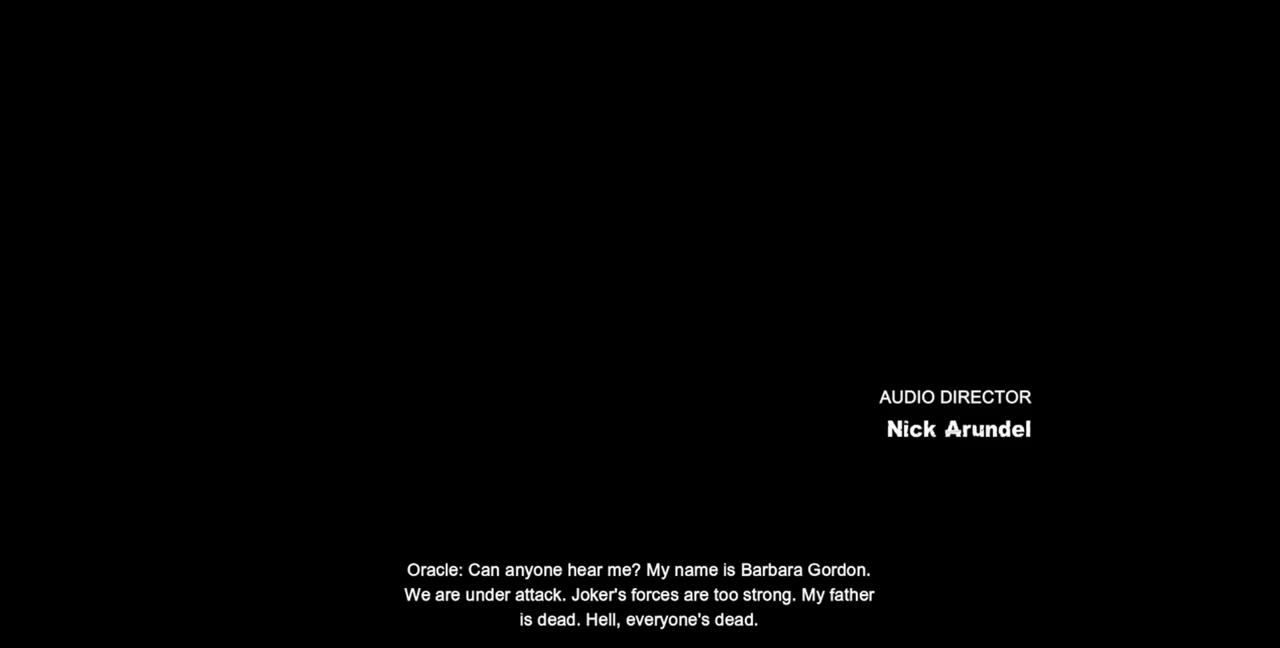 AUDIO DIRECTOR
Nick Arundel
Oracle: Can anyone hear me? My name is Barbara Gordon.
We are under attack. Joker's forces are too strong. My father
is dead. Hell, everyone's dead.